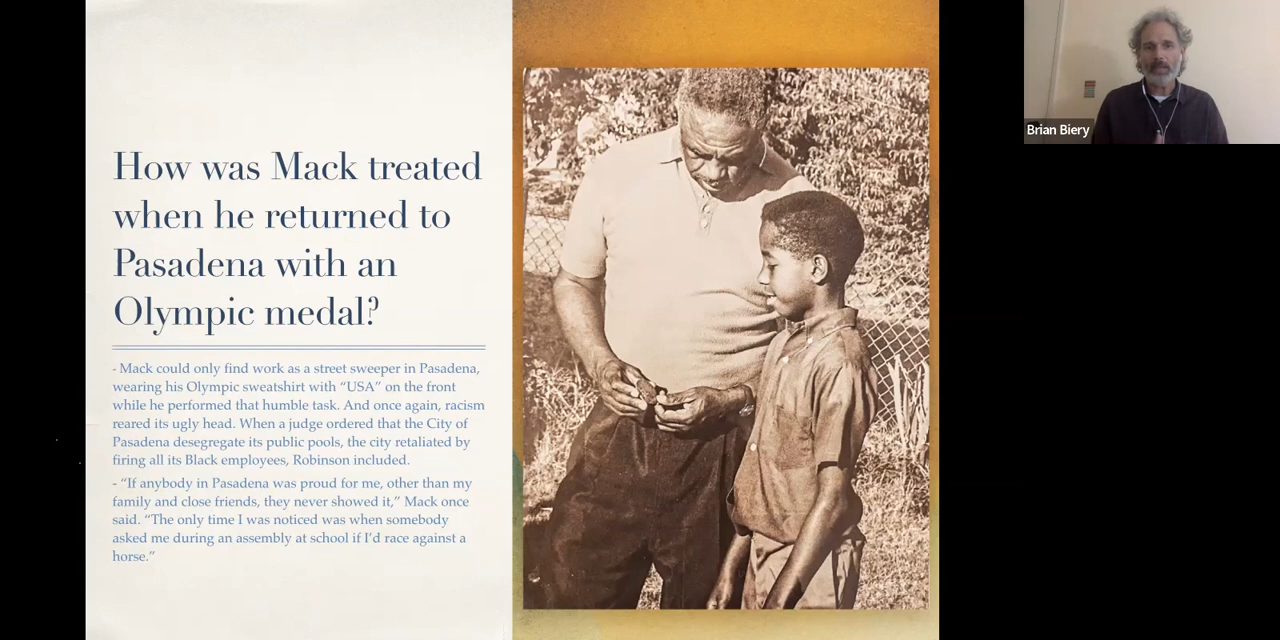 How was Mack treated
when he returned to
Pasadena with an
Olympic medal?
- Mack could only find work as a street sweeper in Pasadena,
wearing his Olympic sweatshirt with “USA” on the front
while he performed that humble task. And once again, racism
reared its ugly head. When a judge ordered that the City of
Pasadena desegregate its public pools, the city retaliated by
firing all its Black employees, Robinson included.
- “If anybody in Pasadena was proud for me, other than my
family and close friends, they never showed it,” Mack once
said. “The only time I was noticed was when somebody
asked me during an assembly at school if I’d race against a
horse.”
Brian Biery